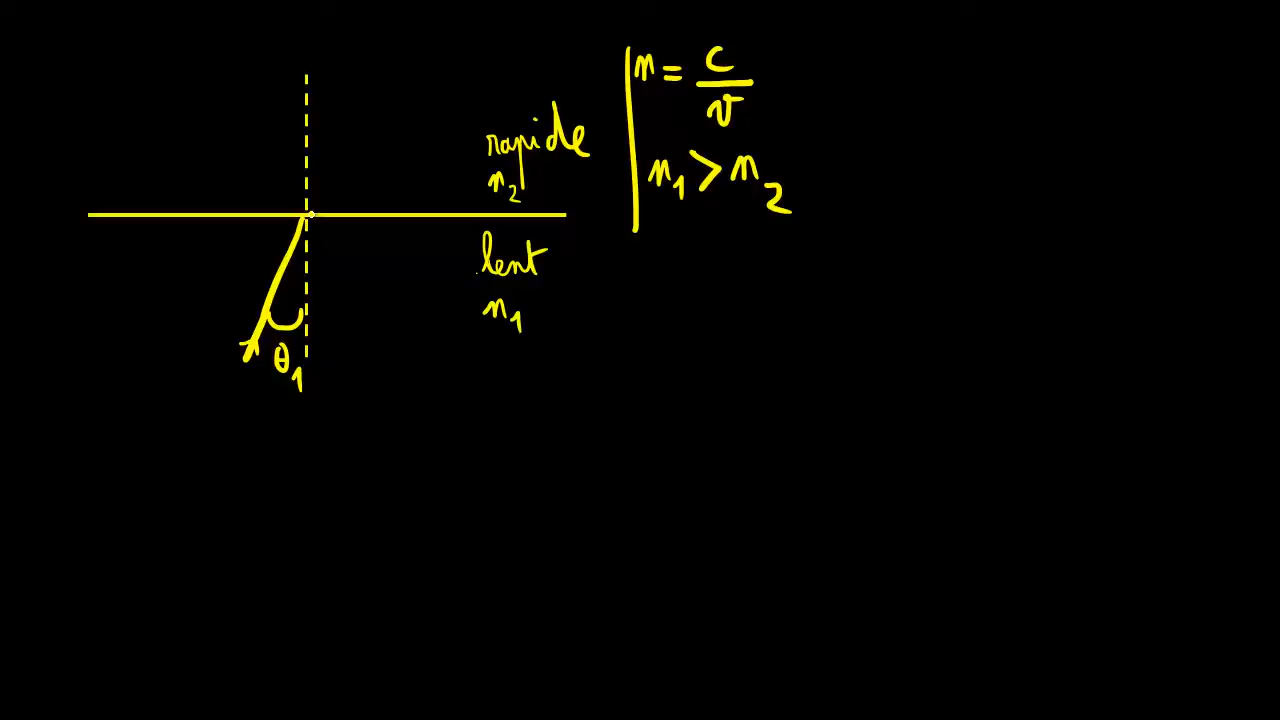 rapide
n₂
lent
n₁
θ₁
n = c/v
n₁ > n₂